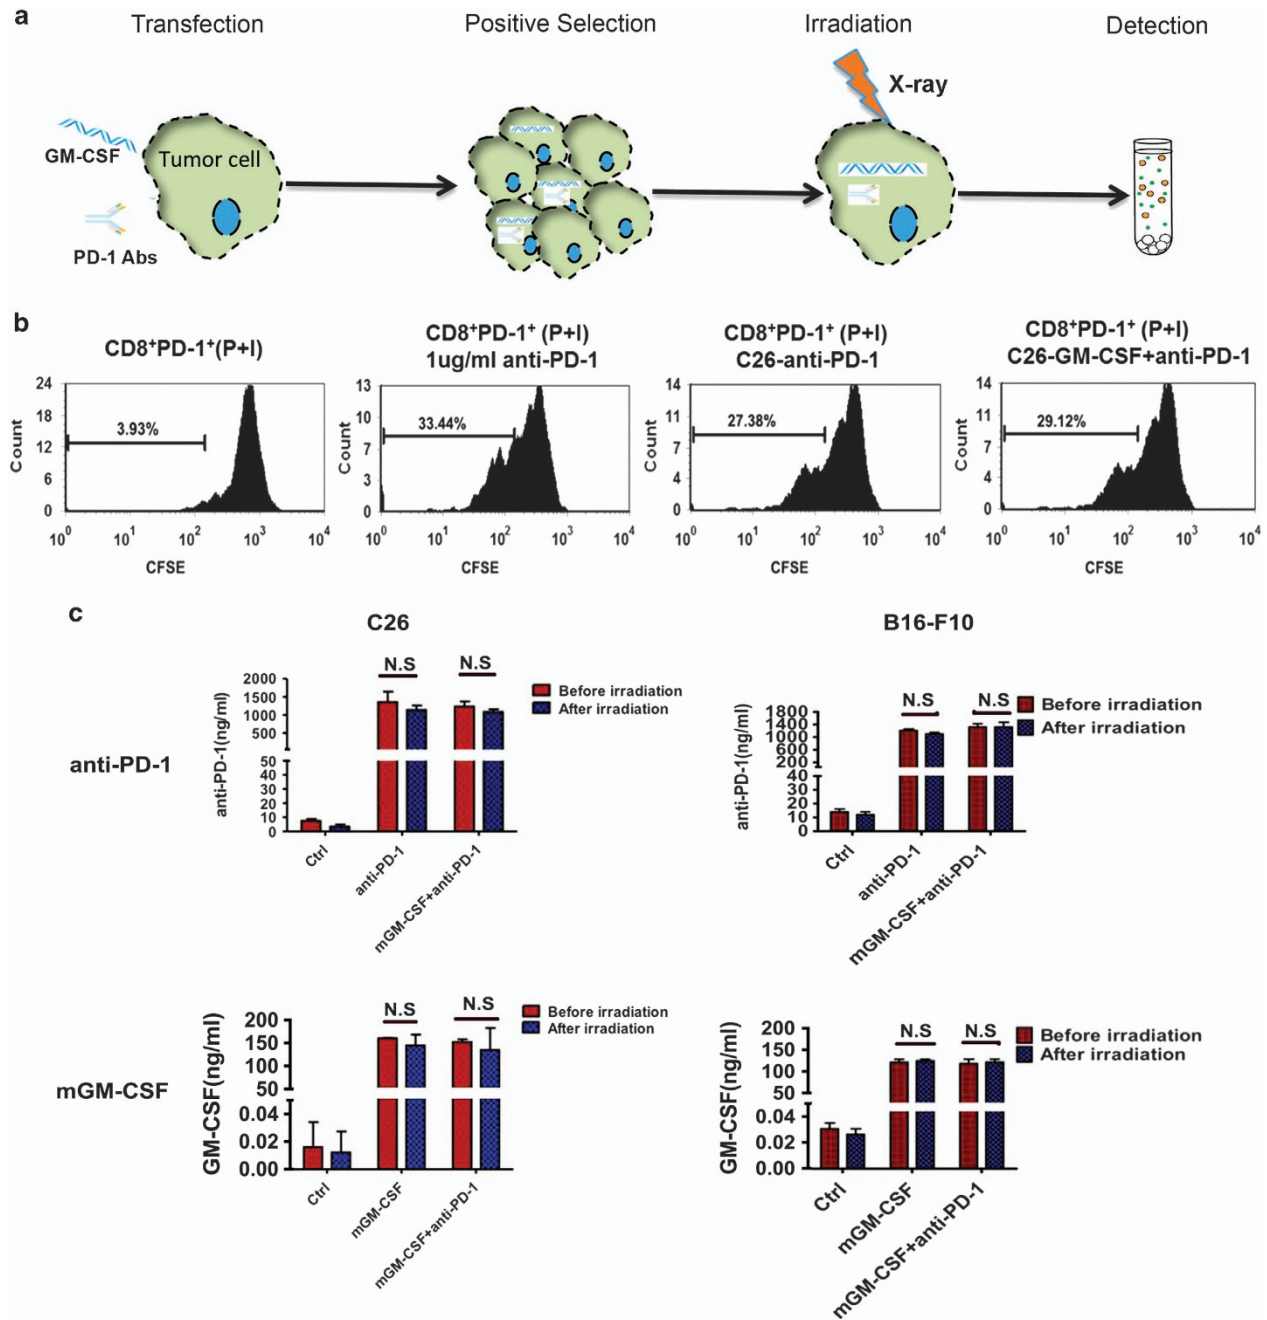 a
Transfection
Positive Selection
Irradiation
Detection
X-ray
GM-CSF
Tumor cell
PD-1 Abs
b
CD8⁺PD-1⁺(P+I)
CD8⁺PD-1⁺ (P+I)
1ug/ml anti-PD-1
CD8⁺PD-1⁺ (P+I)
C26-anti-PD-1
CD8⁺PD-1⁺ (P+I)
C26-GM-CSF+anti-PD-1
Count
24
18
12
6
0
3.93%
10⁰ 10¹ 10² 10³ 10⁴
CFSE
Count
13
10
7
3
0
33.44%
10⁰ 10¹ 10² 10³ 10⁴
CFSE
Count
14
11
7
4
0
27.38%
10⁰ 10¹ 10² 10³ 10⁴
CFSE
Count
14
11
7
4
0
29.12%
10⁰ 10¹ 10² 10³ 10⁴
CFSE
c
C26
B16-F10
anti-PD-1
anti-PD-1(ng/ml)
2000
1500
1000
500
50
40
30
20
10
0
N.S
N.S
Before irradiation
After irradiation
Ctrl
anti-PD-1
mGM-CSF+anti-PD-1
anti-PD-1(ng/ml)
1800
1400
1000
600
200
40
30
20
10
0
N.S
N.S
Before irradiation
After irradiation
Ctrl
anti-PD-1
mGM-CSF+anti-PD-1
mGM-CSF
GM-CSF(ng/ml)
200
150
100
50
0.04
0.02
0.00
N.S
N.S
Before irradiation
After irradiation
Ctrl
mGM-CSF
mGM-CSF+anti-PD-1
GM-CSF(ng/ml)
200
150
100
50
0.04
0.02
0.00
N.S
N.S
Before irradiation
After irradiation
Ctrl
mGM-CSF
mGM-CSF+anti-PD-1